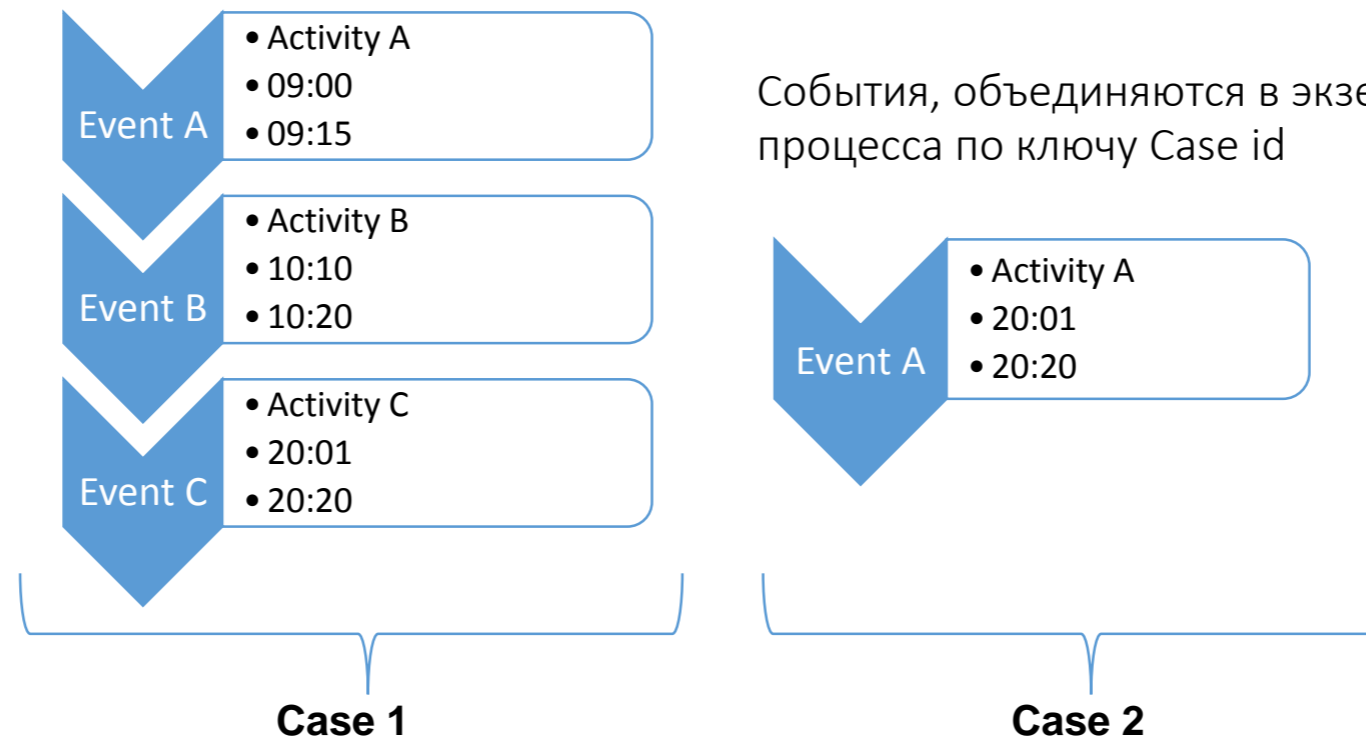 Event A
• Activity A
• 09:00
• 09:15
Event B
• Activity B
• 10:10
• 10:20
Event C
• Activity C
• 20:01
• 20:20
Case 1
События, объединяются в
процесса по ключу Case id
Event A
• Activity A
• 20:01
• 20:20
Case 2